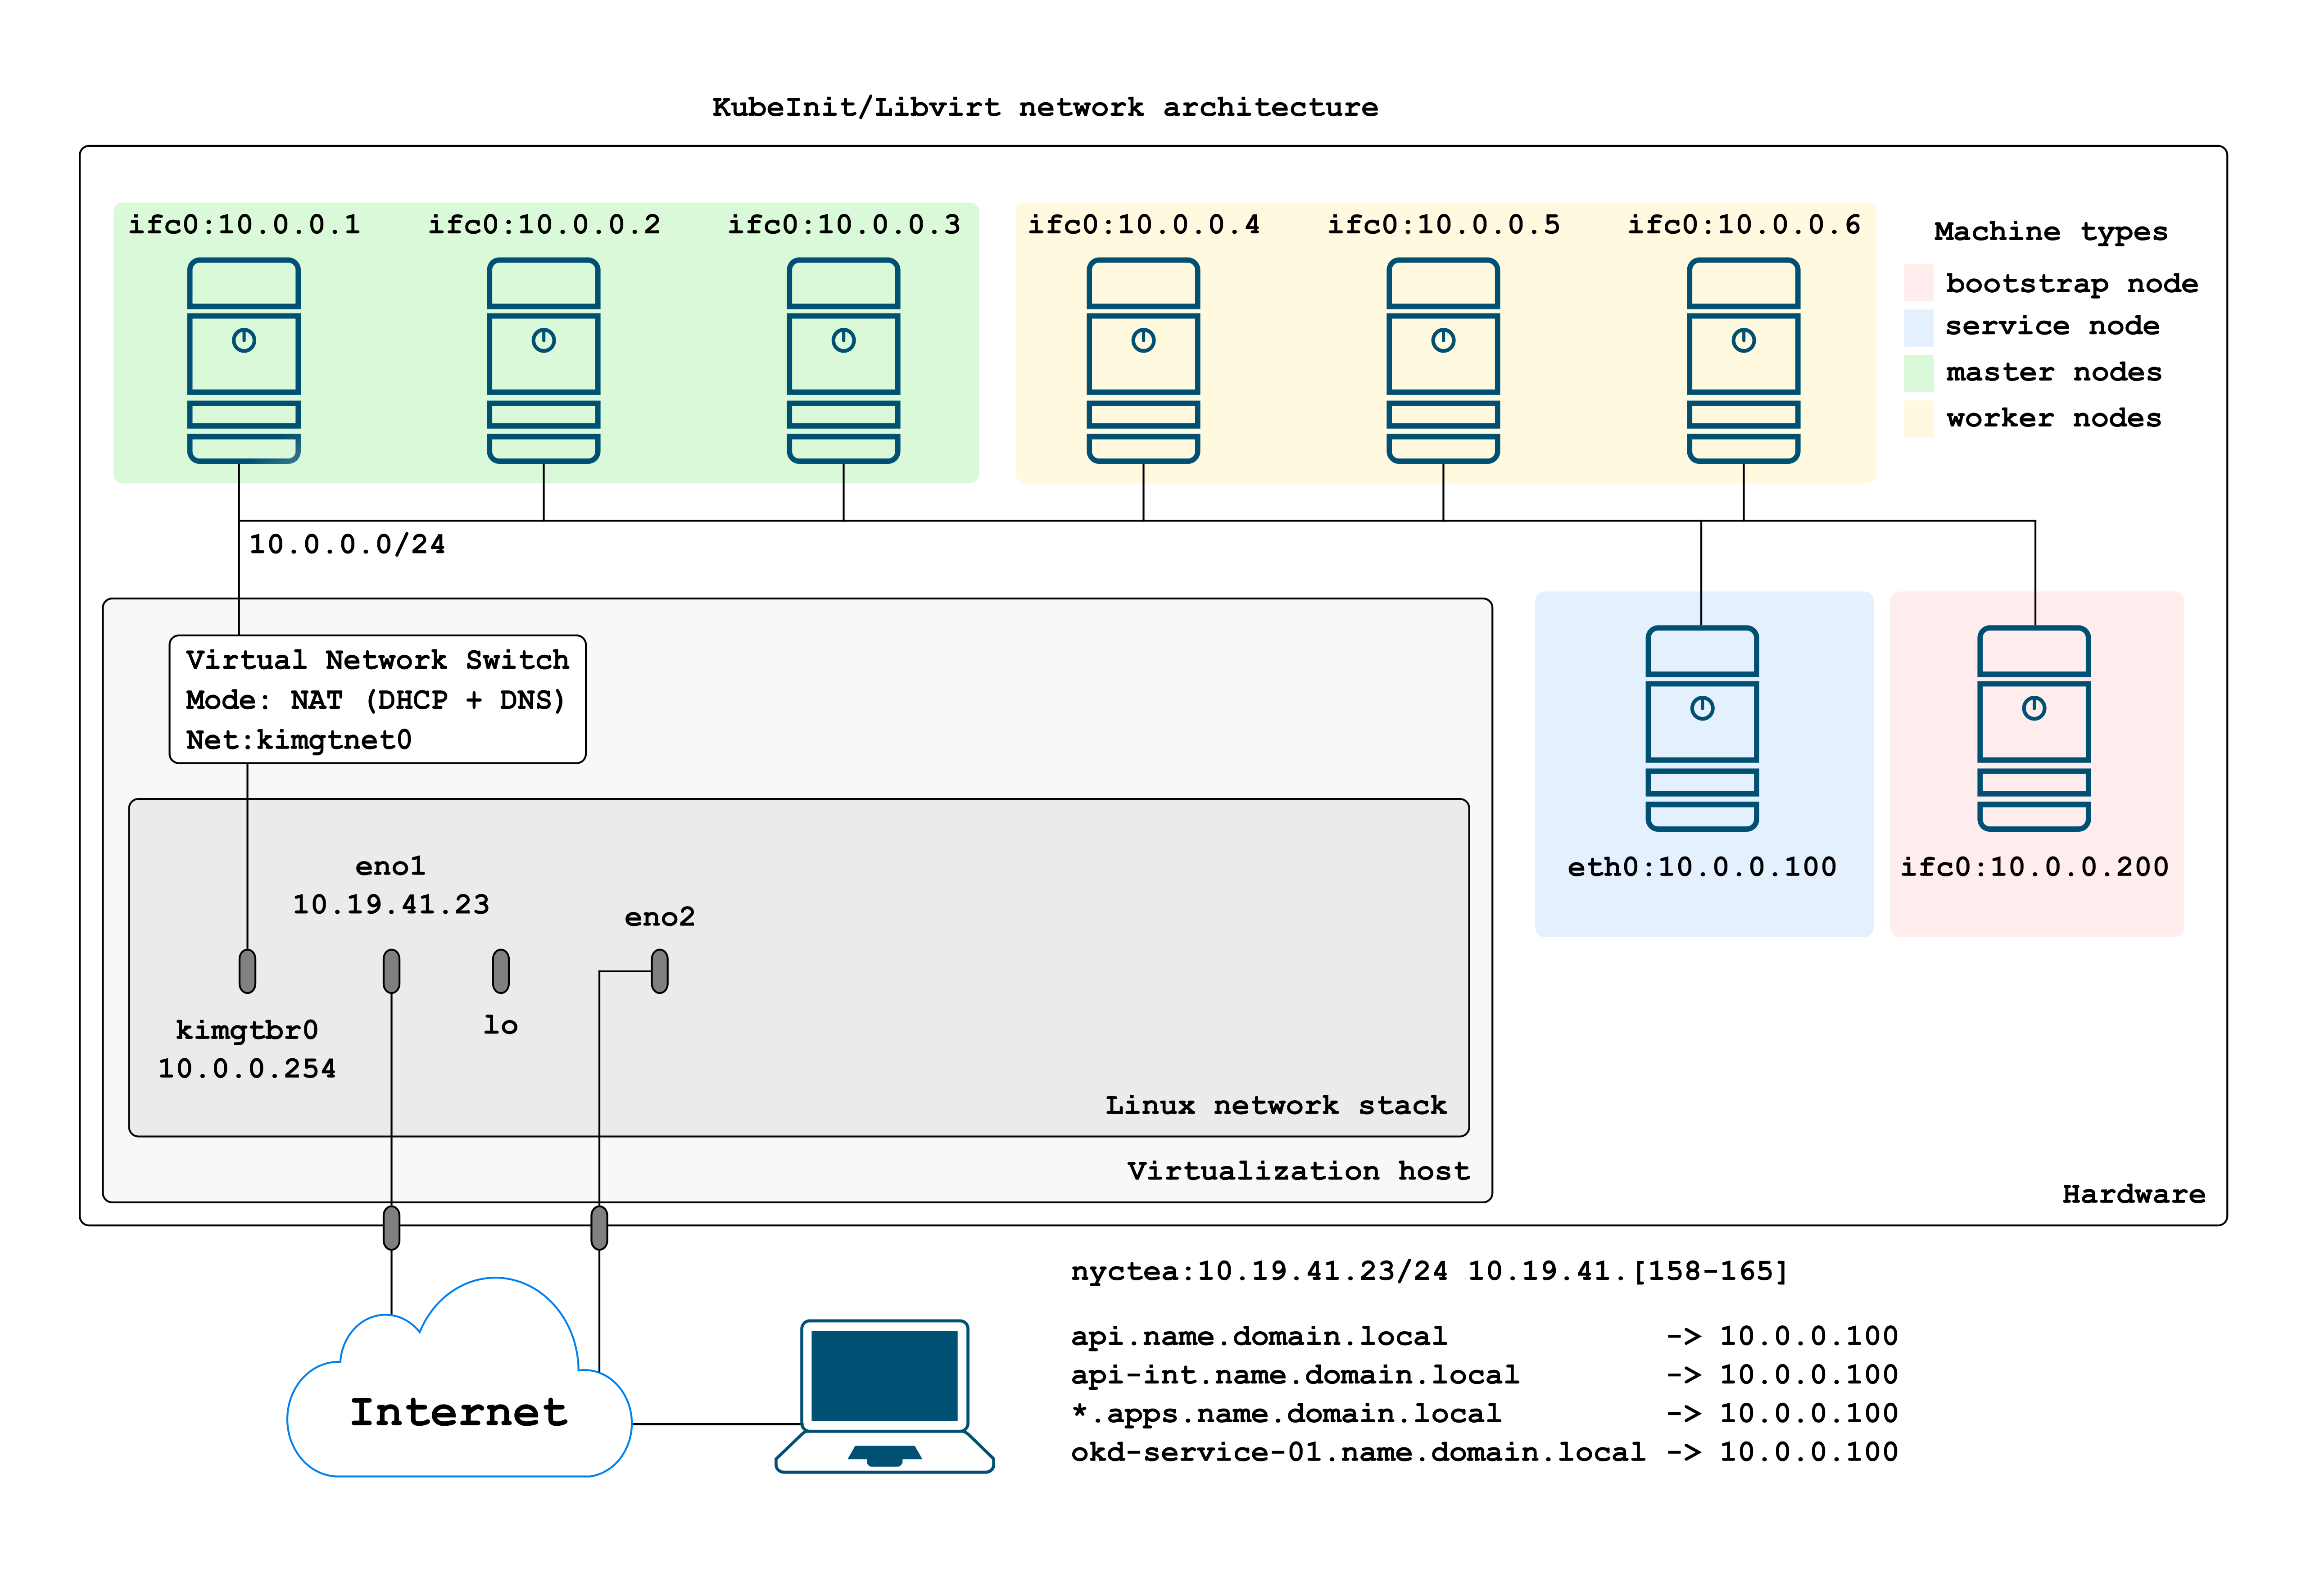 KubeInit/Libvirt network architecture
ifc0:10.0.0.1
ifc0:10.0.0.2
ifc0:10.0.0.3
ifc0:10.0.0.4
ifc0:10.0.0.5
ifc0:10.0.0.6
Machine types
bootstrap node
service node
master nodes
worker nodes
10.0.0.0/24
Virtual Network Switch
Mode: NAT (DHCP + DNS)
Net:kimgtnet0
eno1
10.19.41.23
eno2
kimgtbr0
10.0.0.254
lo
eth0:10.0.0.100
ifc0:10.0.0.200
Linux network stack
Virtualization host
Hardware
Internet
nyctea:10.19.41.23/24 10.19.41.[158-165]
api.name.domain.local -> 10.0.0.100
api-int.name.domain.local -> 10.0.0.100
*.apps.name.domain.local -> 10.0.0.100
okd-service-01.name.domain.local -> 10.0.0.100